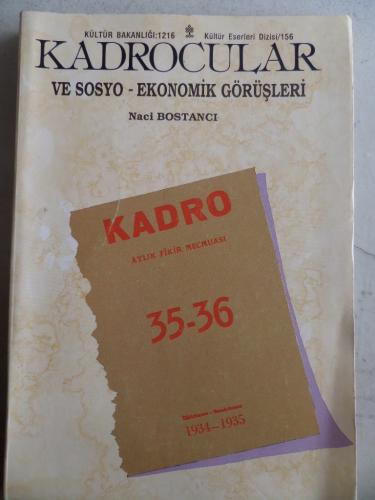 KÜLTÜR BAKANLIĞI:1216 Kültür Eserleri Dizisi/156
KADROCULAR
VE SOSYO - EKONOMİK GÖRÜŞLERİ
Naci BOSTANCI
KADRO
AYLIK FİKİR MECMUASI
35-36
1934-1935